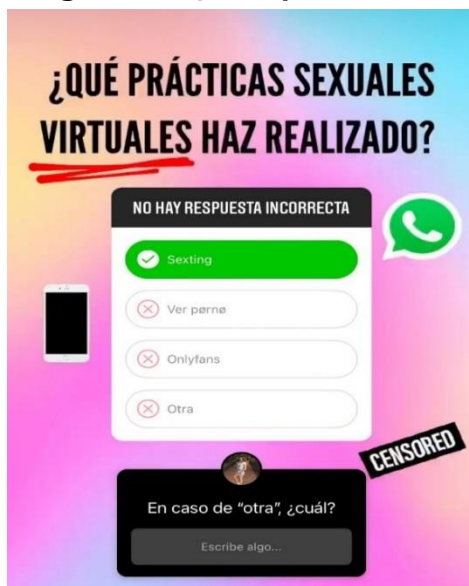 ¿QUÉ PRÁCTICAS SEXUALES
VIRTUALES HAZ REALIZADO?
NO HAY RESPUESTA INCORRECTA
Sexting
Ver pørnø
Onlyfans
Otra
CENSORED
En caso de “otra”, ¿cuál?
Escribe algo...